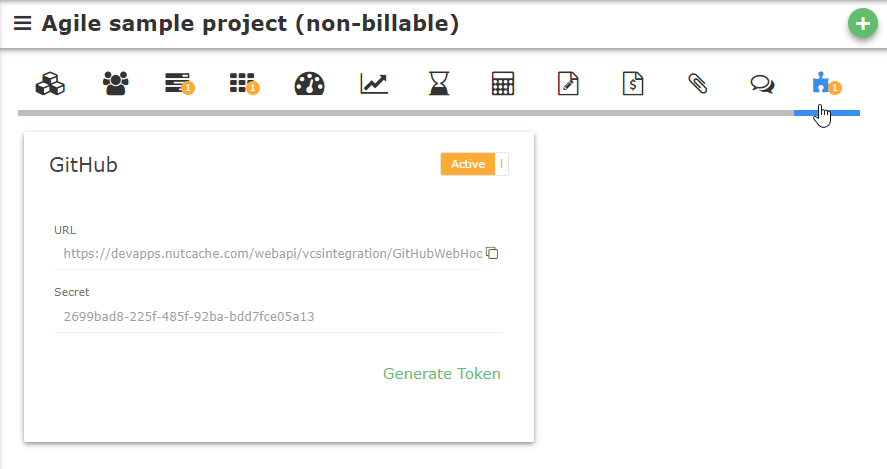 Agile sample project (non-billable)
1
1
1
GitHub
Active
URL
https://devapps.nutcache.com/webapi/vcsintegration/GitHubWebHoo
Secret
2699bad8-225f-485f-92ba-bdd7fce05a13
Generate Token